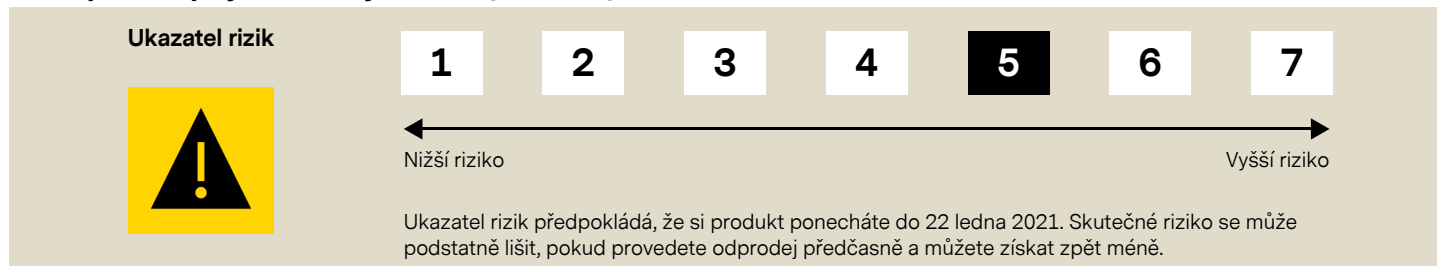 Ukazatel rizik
1 2 3 4 5 6 7
Nižší riziko Vyšší riziko
Ukazatel rizik předpokládá, že si produkt ponecháte do 22 ledna 2021. Skutečné riziko se může
podstatně lišit, pokud provedete odprodej předčasně a můžete získat zpět méně.